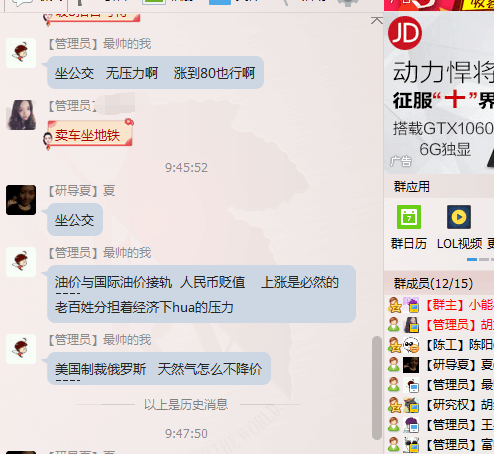 【管理员】最帅的我
坐公交 无压力啊 涨到80也行啊
【管理员】
卖车坐地铁
9:45:52
【研导夏】夏
坐公交
【管理员】最帅的我
油价与国际油价接轨 人民币贬值 上涨是必然的
老百姓分担着经济下hua的压力
【管理员】最帅的我
美国制裁俄罗斯 天然气怎么不降价
以上是历史消息
9:47:50
JD
动力悍将
征服“十”界
搭载GTX1060
6G独显
广告
群应用
7
群日历
LOL视频
群成员(12/15)
【群主】小能
【管理员】胡
【陈工】陈阳
【研导夏】夏
【管理员】最
【研究权】胡
【管理员】王
【管理员】富